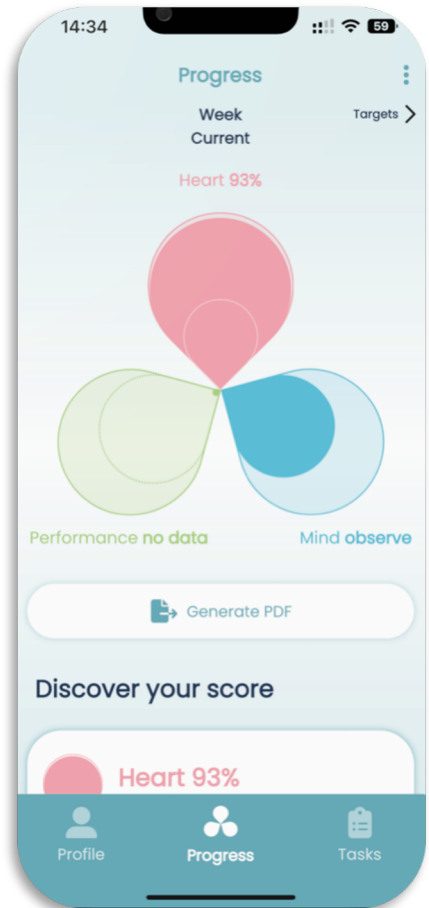 14:34
59
Progress
Week
Current
Targets
Heart 93%
Performance no data
Mind observe
Generate PDF
Discover your score
Heart 93%
Profile
Progress
Tasks